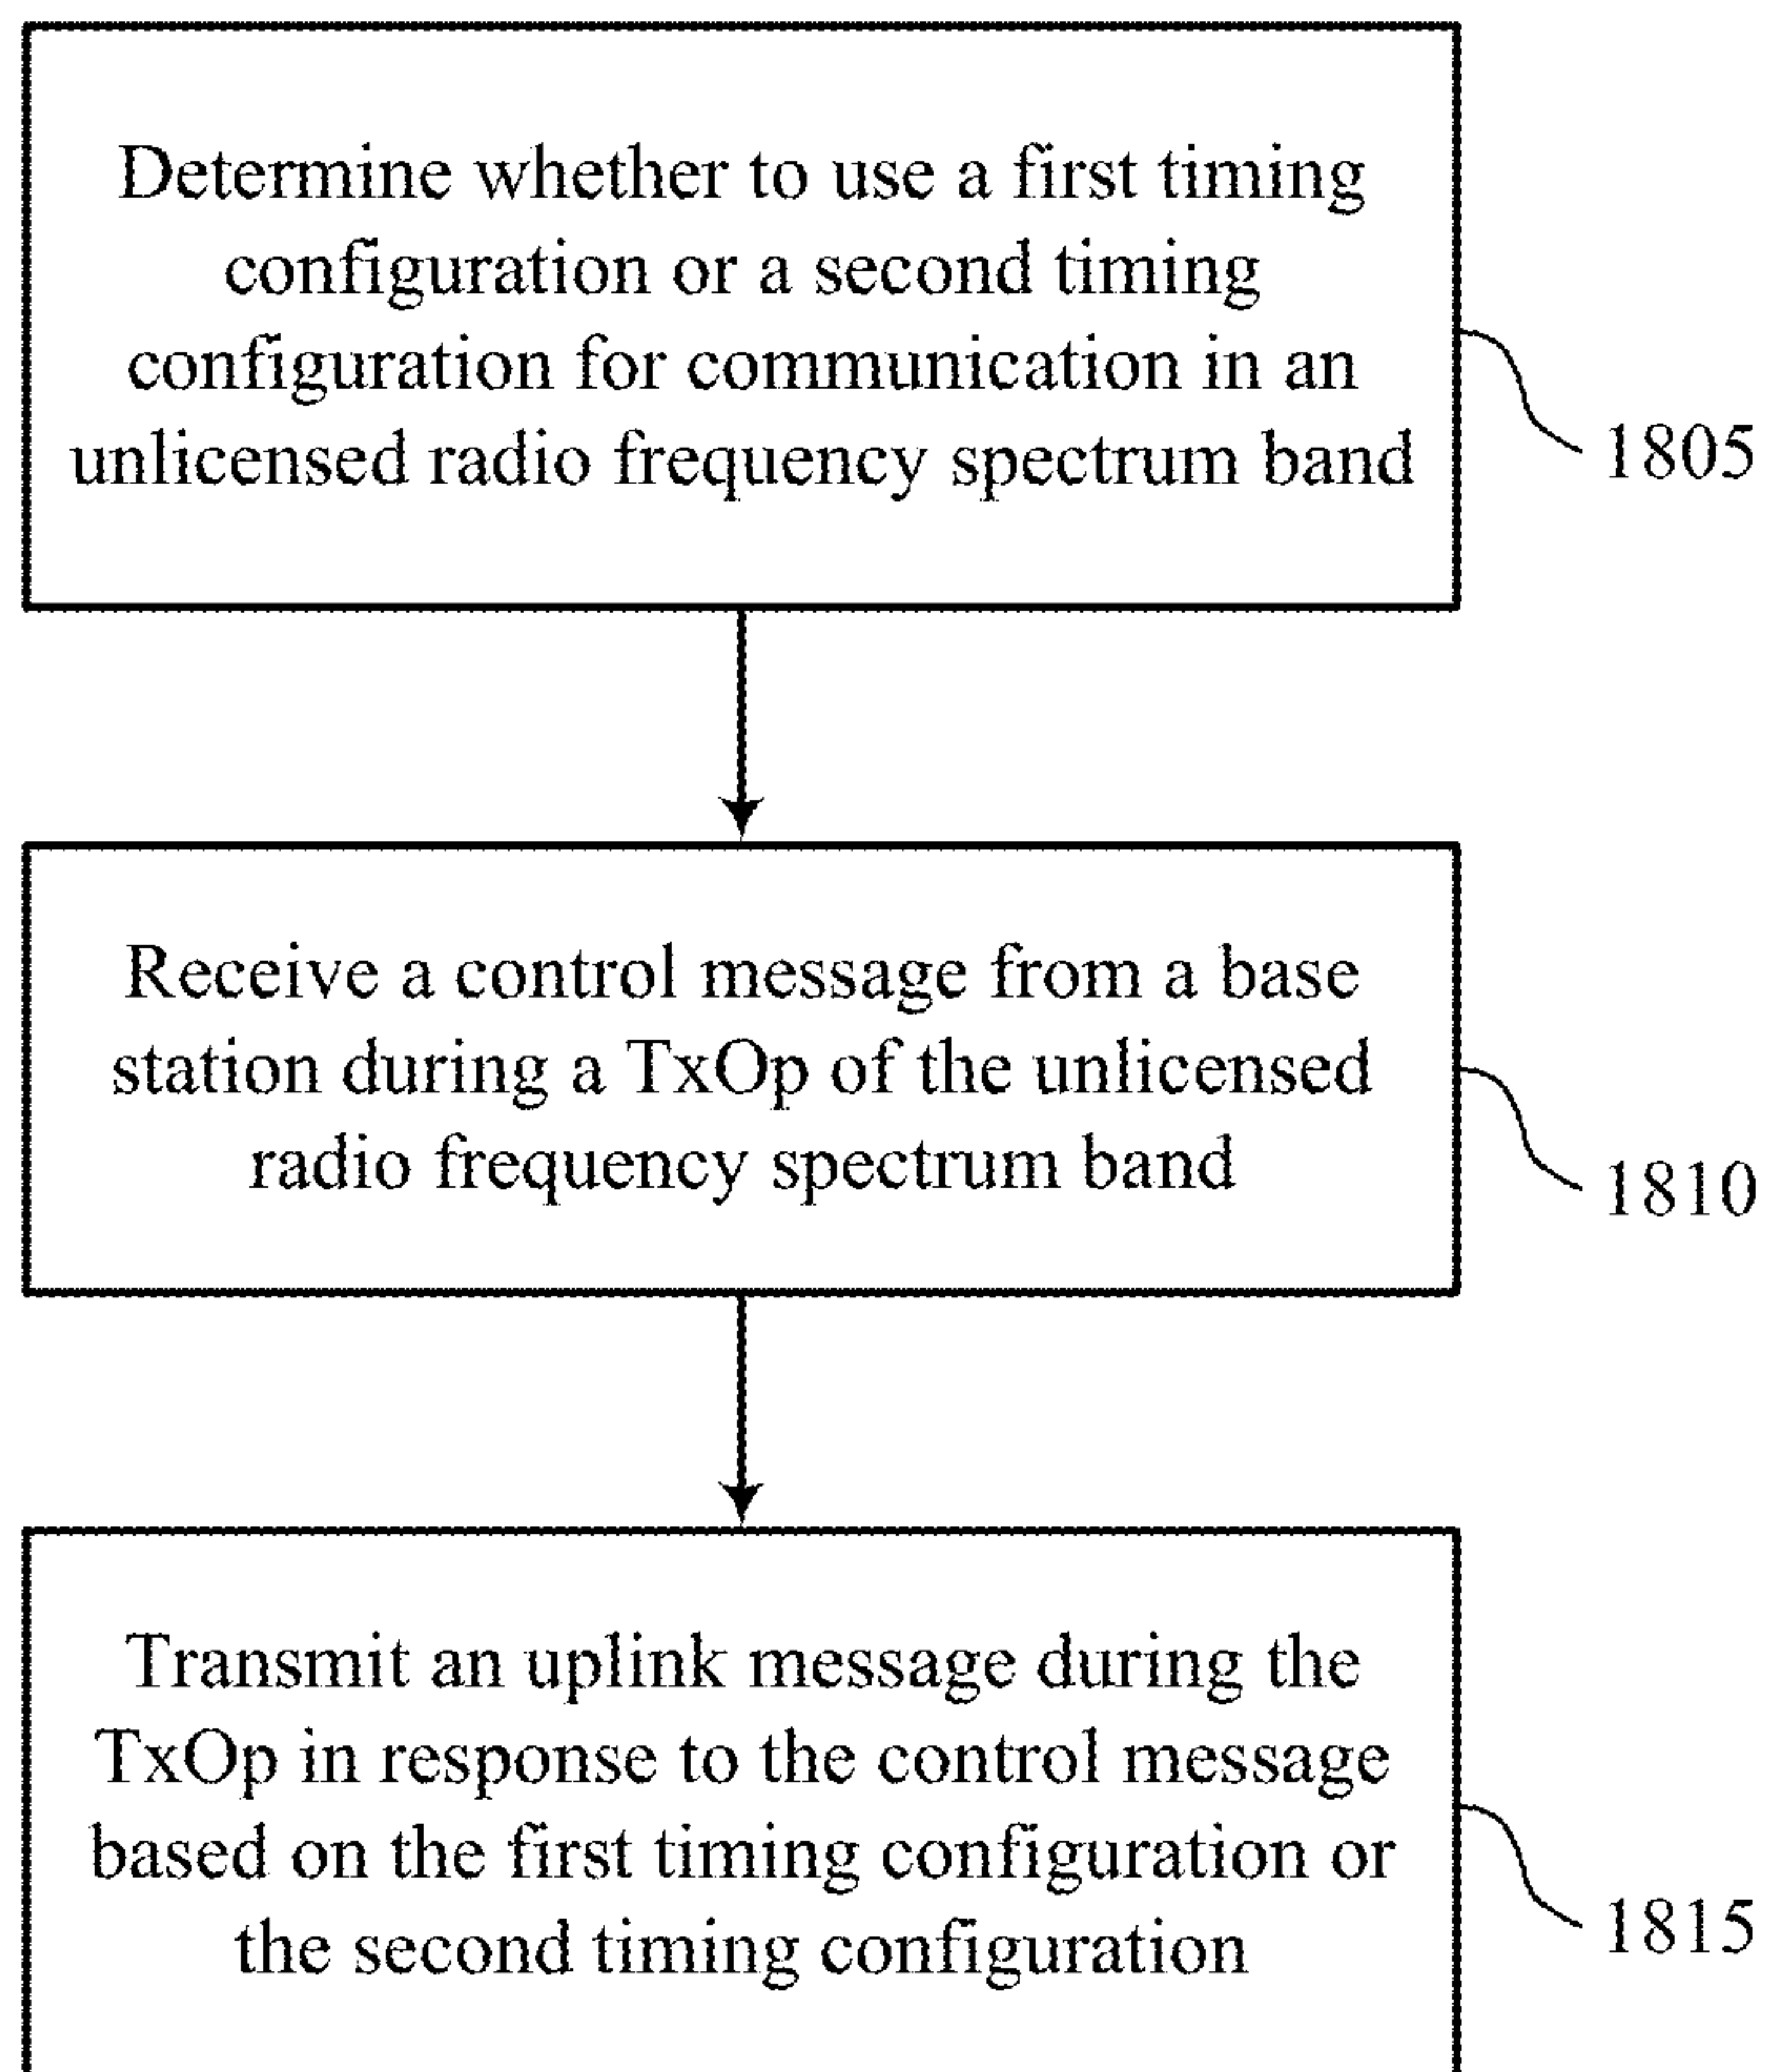 Determine whether to use a first timing
configuration or a second timing
configuration for communication in an
unlicensed radio frequency spectrum band
1805
Receive a control message from a base
station during a TxOp of the unlicensed
radio frequency spectrum band
1810
Transmit an uplink message during the
TxOp in response to the control message
based on the first timing configuration or
the second timing configuration
1815